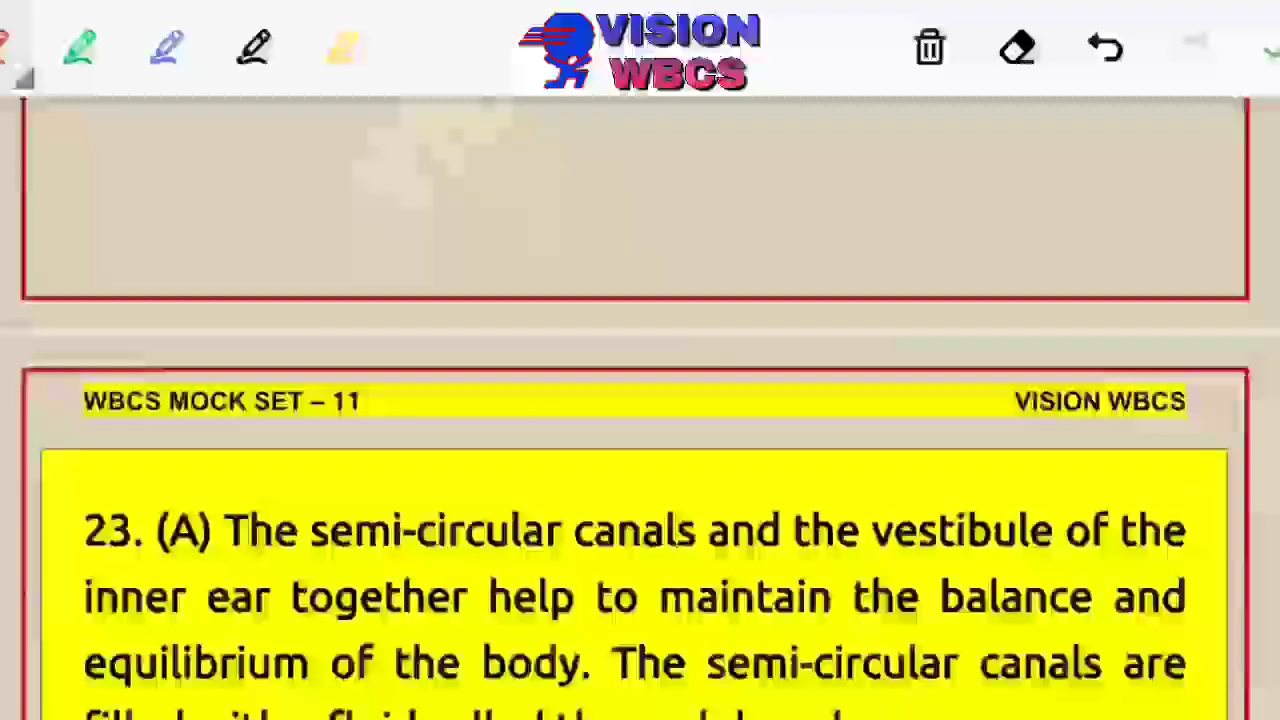 VISION
WBCS
WBCS MOCK SET – 11 VISION WBCS
23. (A) The semi-circular canals and the vestibule of the
inner ear together help to maintain the balance and
equilibrium of the body. The semi-circular canals are